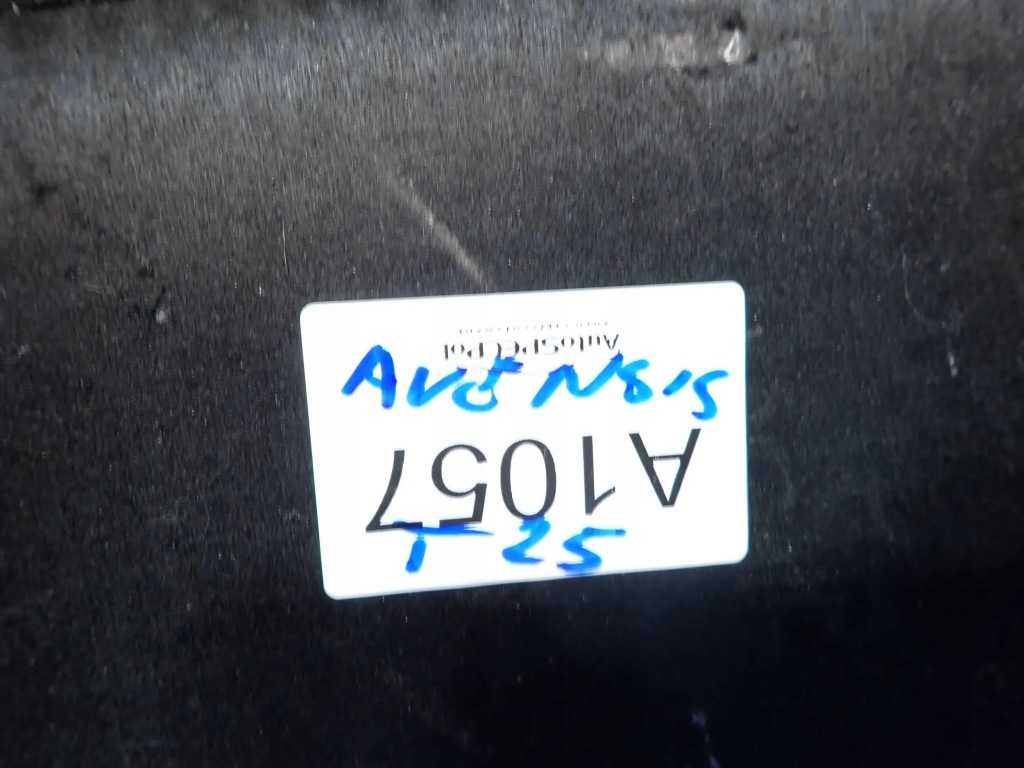 AutoSPECPol
AveNsis
A1057
T25